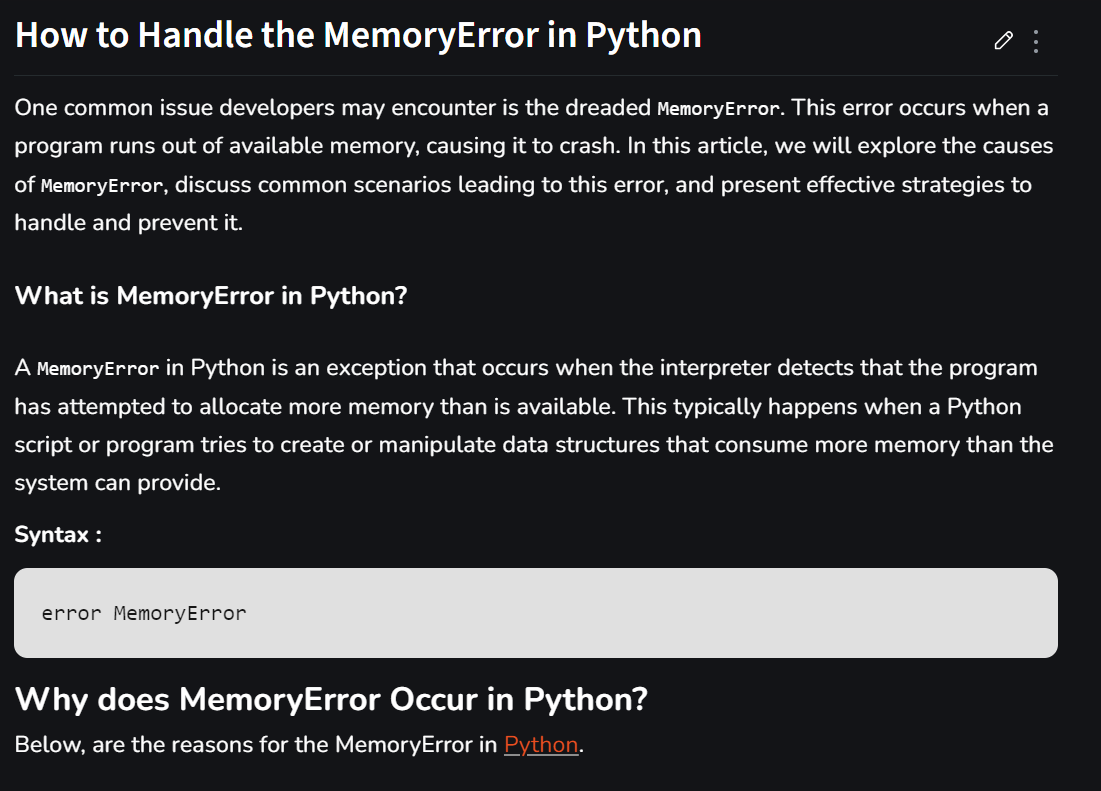 How to Handle the MemoryError in Python
One common issue developers may encounter is the dreaded MemoryError. This error occurs when a
program runs out of available memory, causing it to crash. In this article, we will explore the causes
of MemoryError, discuss common scenarios leading to this error, and present effective strategies to
handle and prevent it.
What is MemoryError in Python?
A MemoryError in Python is an exception that occurs when the interpreter detects that the program
has attempted to allocate more memory than is available. This typically happens when a Python
script or program tries to create or manipulate data structures that consume more memory than the
system can provide.
Syntax :
error MemoryError
Why does MemoryError Occur in Python?
Below, are the reasons for the MemoryError in Python.